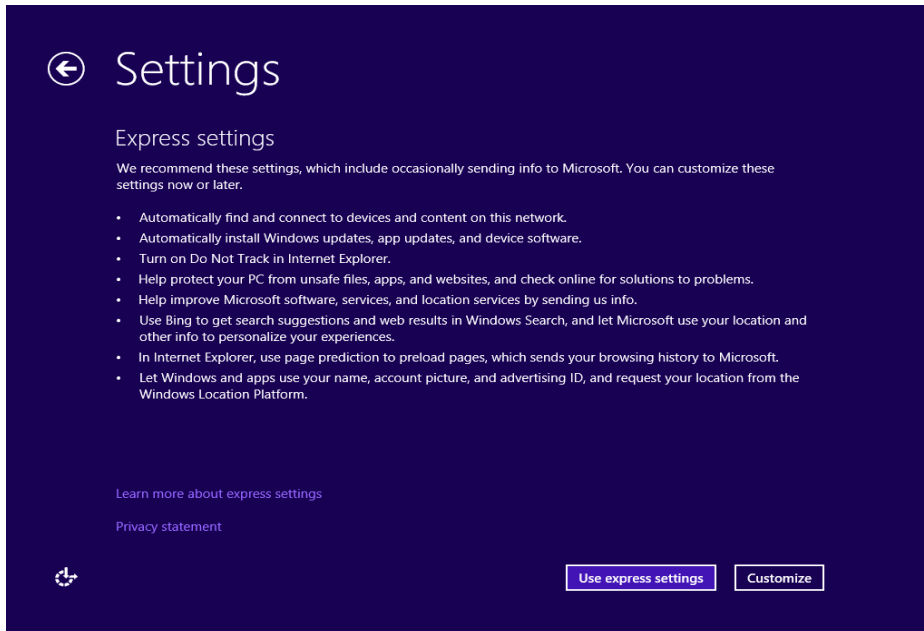 Settings
Express settings
We recommend these settings, which include occasionally sending info to Microsoft. You can customize these
settings now or later.
• Automatically find and connect to devices and content on this network.
• Automatically install Windows updates, app updates, and device software.
• Turn on Do Not Track in Internet Explorer.
• Help protect your PC from unsafe files, apps, and websites, and check online for solutions to problems.
• Help improve Microsoft software, services, and location services by sending us info.
• Use Bing to get search suggestions and web results in Windows Search, and let Microsoft use your location and
other info to personalize your experiences.
• In Internet Explorer, use page prediction to preload pages, which sends your browsing history to Microsoft.
• Let Windows and apps use your name, account picture, and advertising ID, and request your location from the
Windows Location Platform.
Learn more about express settings
Privacy statement
Use express settings
Customize